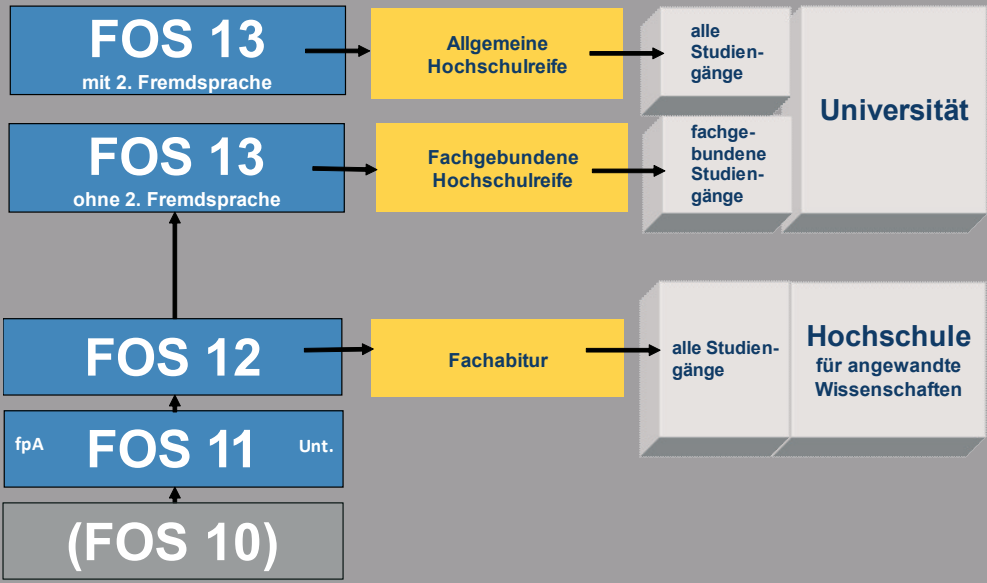 FOS 13
mit 2. Fremdsprache
Allgemeine
Hochschulreife
alle
Studien-
gänge
Universität
FOS 13
ohne 2. Fremdsprache
Fachgebundene
Hochschulreife
fachge-
bundene
Studien-
gänge
FOS 12
Fachabitur
alle Studien-
gänge
Hochschule
für angewandte
Wissenschaften
fpA
FOS 11
Unt.
(FOS 10)